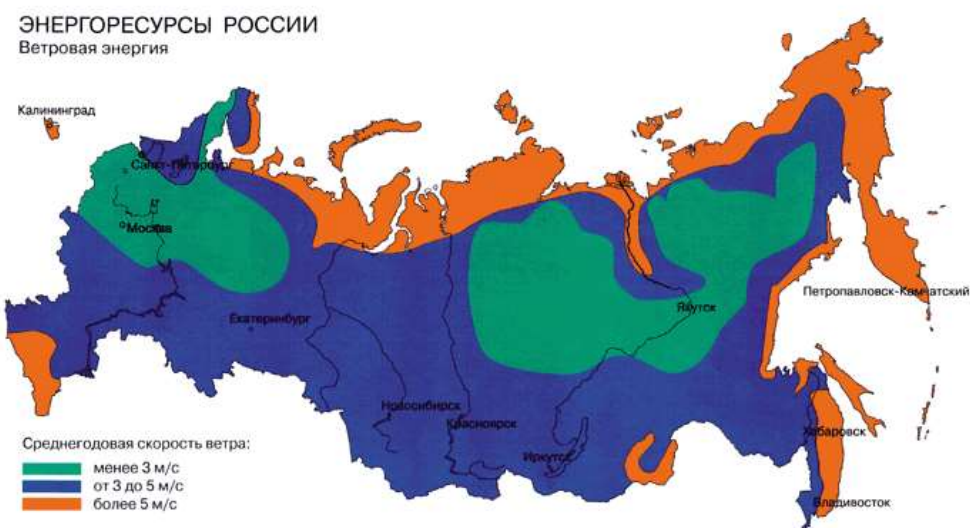 ЭНЕРГОРЕСУРСЫ РОССИИ
Ветровая энергия
Калининград
Санкт-Петербург
Москва
Петропавловск-Камчатский
Якутск
Екатеринбург
Новосибирск
Красноярск
Хабаровск
Иркутск
Владивосток
Среднегодовая скорость ветра:
менее 3 м/с
от 3 до 5 м/с
более 5 м/с